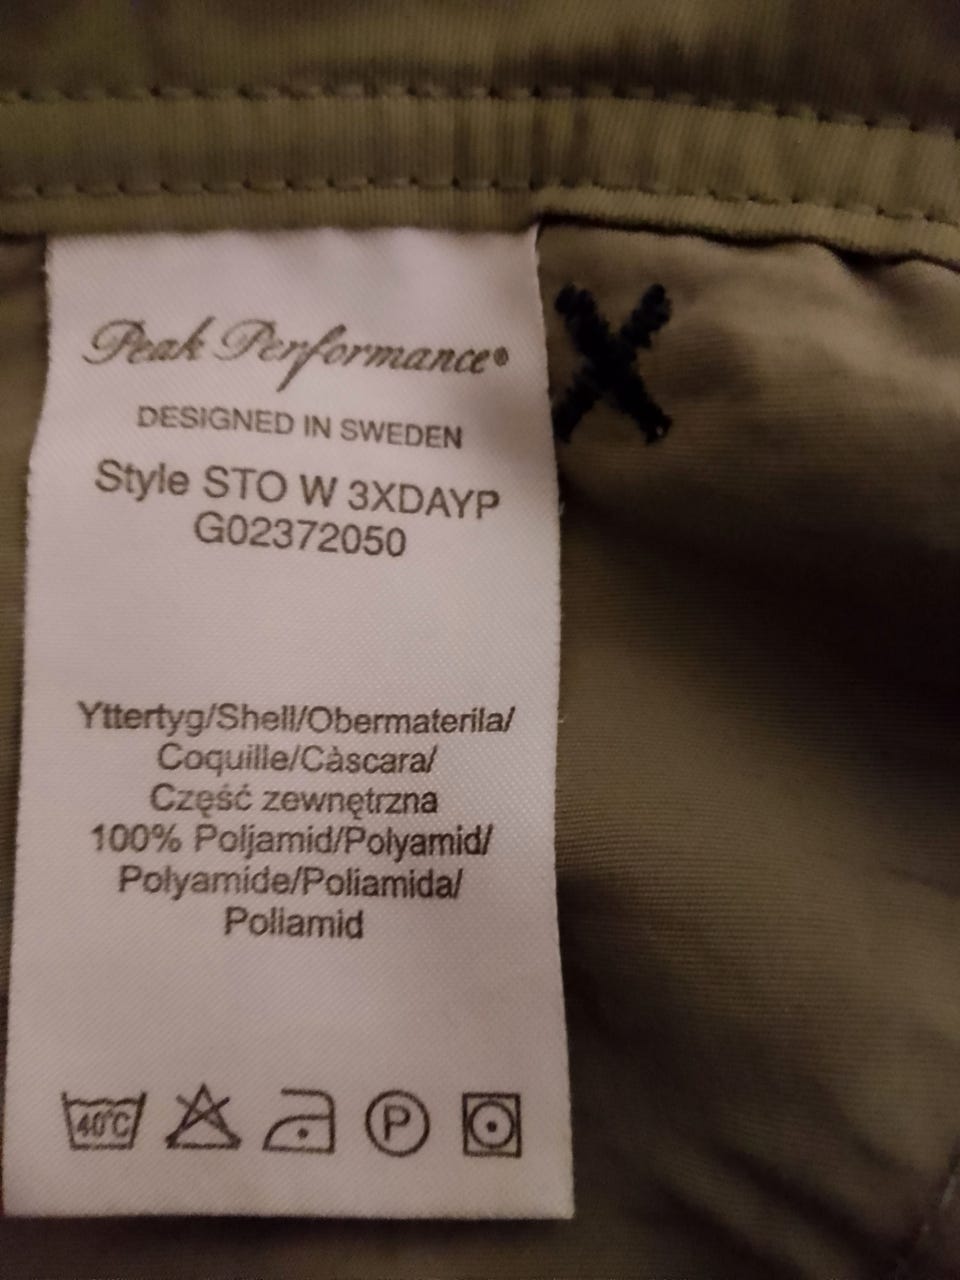 Peak Performance®
DESIGNED IN SWEDEN
Style STO W 3XDAYP
G02372050
Yttertyg/Shell/Obermaterila/
Coquille/Càscara/
Część zewnętrzna
100% Poljamid/Polyamid/
Polyamide/Poliamida/
Poliamid
40°C P